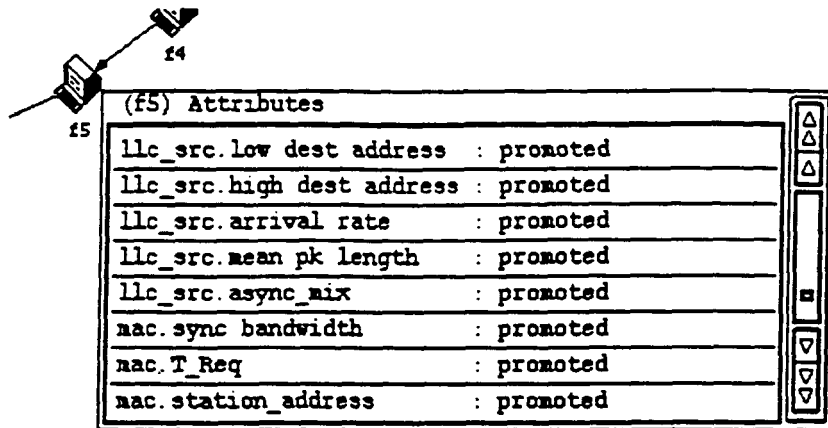 f4
f5
(f5) Attributes
llc_src.low dest address : promoted
llc_src.high dest address : promoted
llc_src.arrival rate : promoted
llc_src.mean pk length : promoted
llc_src.async_mix : promoted
mac.sync bandwidth : promoted
mac.T_Req : promoted
mac.station_address : promoted